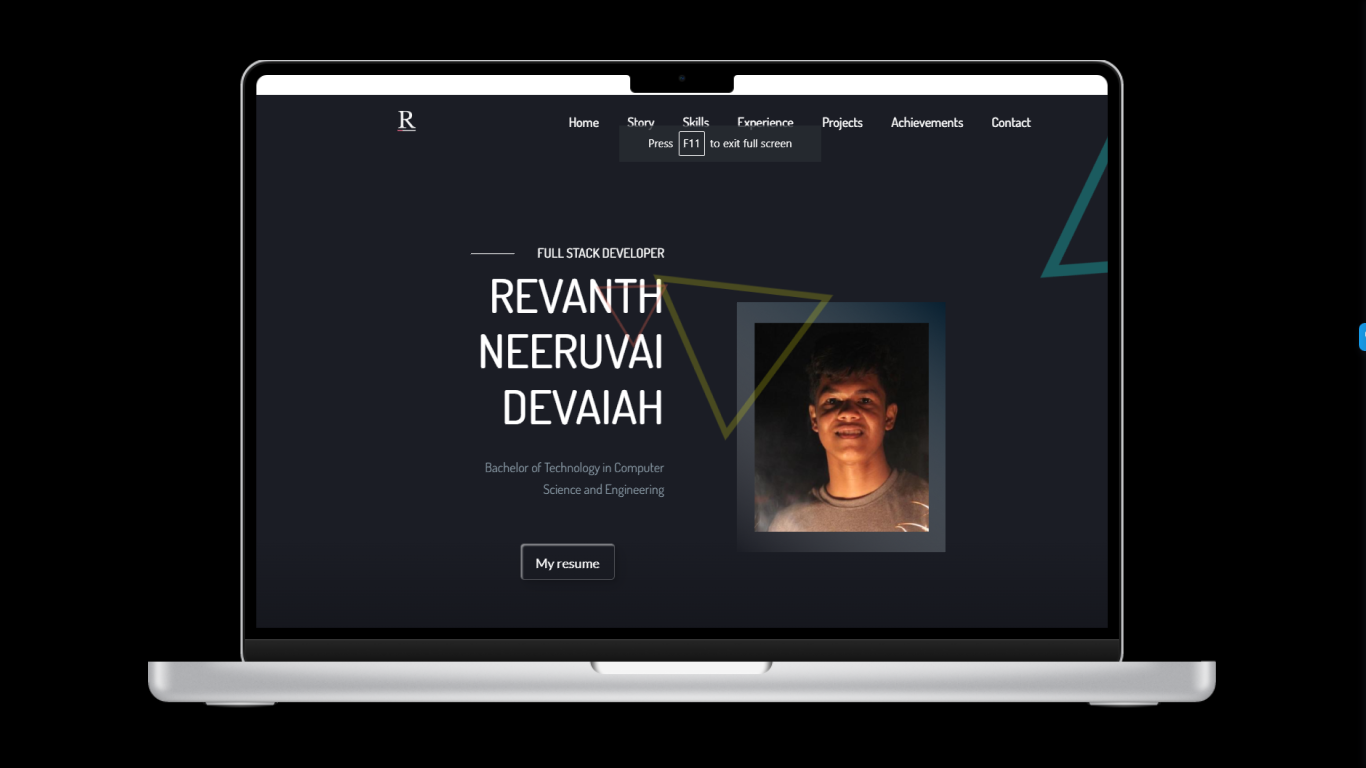 R
Home Story Skills Experience Projects Achievements Contact
Press F11 to exit full screen
FULL STACK DEVELOPER
REVANTH
NEERUVAI
DEVAIAH
Bachelor of Technology in Computer
Science and Engineering
My resume